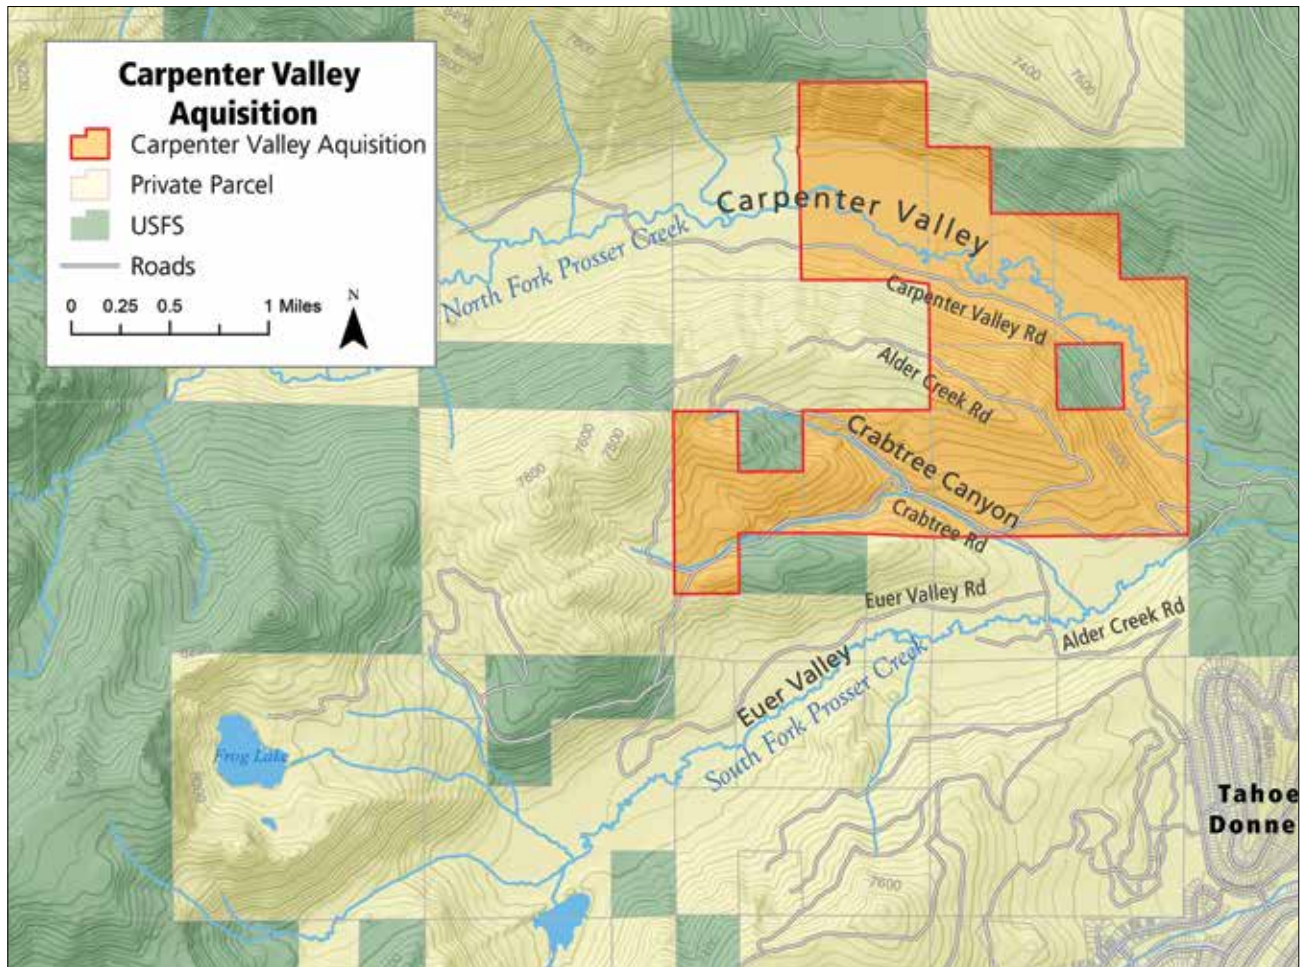 Carpenter Valley
Aquisition
Carpenter Valley Aquisition
Private Parcel
USFS
Roads
0 0.25 0.5 1 Miles
N
7400
7600
Carpenter Valley
North Fork Prosser Creek
Carpenter Valley Rd
Alder Creek Rd
Crabtree Canyon
7600
7800
Crabtree Rd
Euer Valley Rd
Alder Creek Rd
Euer Valley
South Fork Prosser Creek
Frog Lake
Tahoe
Donne
7600